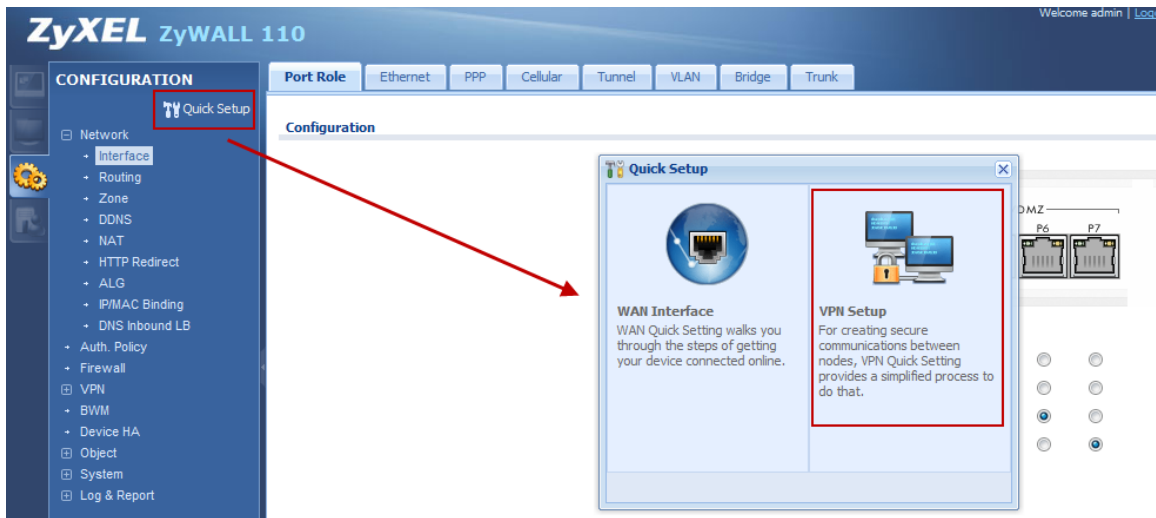 Welcome admin |
ZyXEL ZyWALL 110
CONFIGURATION
Quick Setup
Network
Interface
Routing
Zone
DDNS
NAT
HTTP Redirect
ALG
IP/MAC Binding
DNS Inbound LB
Auth. Policy
Firewall
VPN
BWM
Device HA
Object
System
Log & Report
Port Role Ethernet PPP Cellular Tunnel VLAN Bridge Trunk
Configuration
Quick Setup
WAN Interface
WAN Quick Setting walks you
through the steps of getting
your device connected online.
VPN Setup
For creating secure
communications between
nodes, VPN Quick Setting
provides a simplified process to
do that.
DMZ
P6 P7